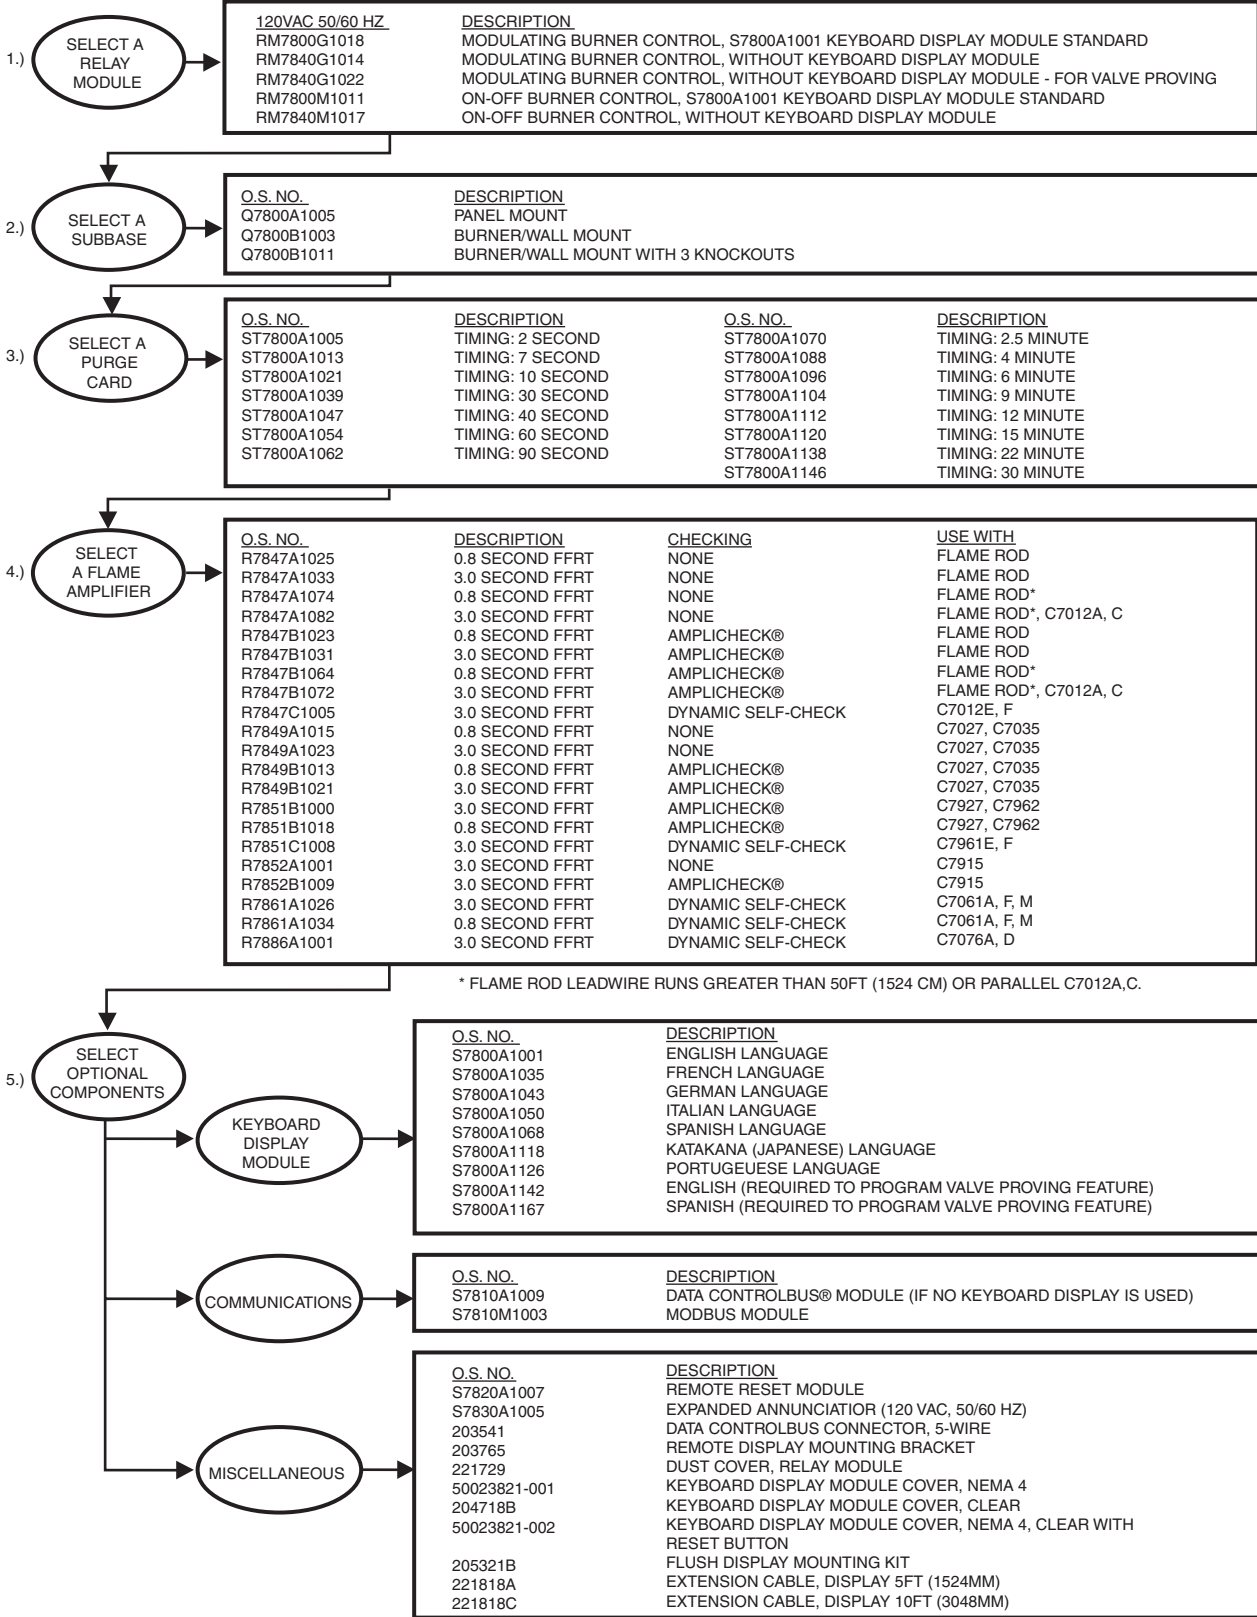 1.)
SELECT A
RELAY
MODULE
120VAC 50/60 HZ DESCRIPTION
RM7800G1018 MODULATING BURNER CONTROL, S7800A1001 KEYBOARD DISPLAY MODULE STANDARD
RM7840G1014 MODULATING BURNER CONTROL, WITHOUT KEYBOARD DISPLAY MODULE
RM7840G1022 MODULATING BURNER CONTROL, WITHOUT KEYBOARD DISPLAY MODULE - FOR VALVE PROVING
RM7800M1011 ON-OFF BURNER CONTROL, S7800A1001 KEYBOARD DISPLAY MODULE STANDARD
RM7840M1017 ON-OFF BURNER CONTROL, WITHOUT KEYBOARD DISPLAY MODULE
2.)
SELECT A
SUBBASE
O.S. NO. DESCRIPTION
Q7800A1005 PANEL MOUNT
Q7800B1003 BURNER/WALL MOUNT
Q7800B1011 BURNER/WALL MOUNT WITH 3 KNOCKOUTS
3.)
SELECT A
PURGE
CARD
O.S. NO. DESCRIPTION O.S. NO. DESCRIPTION
ST7800A1005 TIMING: 2 SECOND ST7800A1070 TIMING: 2.5 MINUTE
ST7800A1013 TIMING: 7 SECOND ST7800A1088 TIMING: 4 MINUTE
ST7800A1021 TIMING: 10 SECOND ST7800A1096 TIMING: 6 MINUTE
ST7800A1039 TIMING: 30 SECOND ST7800A1104 TIMING: 9 MINUTE
ST7800A1047 TIMING: 40 SECOND ST7800A1112 TIMING: 12 MINUTE
ST7800A1054 TIMING: 60 SECOND ST7800A1120 TIMING: 15 MINUTE
ST7800A1062 TIMING: 90 SECOND ST7800A1138 TIMING: 22 MINUTE
ST7800A1146 TIMING: 30 MINUTE
4.)
SELECT
A FLAME
AMPLIFIER
O.S. NO. DESCRIPTION CHECKING USE WITH
R7847A1025 0.8 SECOND FFRT NONE FLAME ROD
R7847A1033 3.0 SECOND FFRT NONE FLAME ROD
R7847A1074 0.8 SECOND FFRT NONE FLAME ROD*
R7847A1082 3.0 SECOND FFRT NONE FLAME ROD*, C7012A, C
R7847B1023 0.8 SECOND FFRT AMPLICHECK® FLAME ROD
R7847B1031 3.0 SECOND FFRT AMPLICHECK® FLAME ROD
R7847B1064 0.8 SECOND FFRT AMPLICHECK® FLAME ROD*
R7847B1072 3.0 SECOND FFRT AMPLICHECK® FLAME ROD*, C7012A, C
R7847C1005 3.0 SECOND FFRT DYNAMIC SELF-CHECK C7012E, F
R7849A1015 0.8 SECOND FFRT NONE C7027, C7035
R7849A1023 3.0 SECOND FFRT NONE C7027, C7035
R7849B1013 0.8 SECOND FFRT AMPLICHECK® C7027, C7035
R7849B1021 3.0 SECOND FFRT AMPLICHECK® C7027, C7035
R7851B1000 3.0 SECOND FFRT AMPLICHECK® C7927, C7962
R7851B1018 0.8 SECOND FFRT AMPLICHECK® C7927, C7962
R7851C1008 3.0 SECOND FFRT DYNAMIC SELF-CHECK C7961E, F
R7852A1001 3.0 SECOND FFRT NONE C7915
R7852B1009 3.0 SECOND FFRT AMPLICHECK® C7915
R7861A1026 3.0 SECOND FFRT DYNAMIC SELF-CHECK C7061A, F, M
R7861A1034 0.8 SECOND FFRT DYNAMIC SELF-CHECK C7061A, F, M
R7886A1001 3.0 SECOND FFRT DYNAMIC SELF-CHECK C7076A, D
* FLAME ROD LEADWIRE RUNS GREATER THAN 50FT (1524 CM) OR PARALLEL C7012A,C.
5.)
SELECT
OPTIONAL
COMPONENTS
KEYBOARD
DISPLAY
MODULE
O.S. NO. DESCRIPTION
S7800A1001 ENGLISH LANGUAGE
S7800A1035 FRENCH LANGUAGE
S7800A1043 GERMAN LANGUAGE
S7800A1050 ITALIAN LANGUAGE
S7800A1068 SPANISH LANGUAGE
S7800A1118 KATAKANA (JAPANESE) LANGUAGE
S7800A1126 PORTUGEUESE LANGUAGE
S7800A1142 ENGLISH (REQUIRED TO PROGRAM VALVE PROVING FEATURE)
S7800A1167 SPANISH (REQUIRED TO PROGRAM VALVE PROVING FEATURE)
COMMUNICATIONS
O.S. NO. DESCRIPTION
S7810A1009 DATA CONTROLBUS® MODULE (IF NO KEYBOARD DISPLAY IS USED)
S7810M1003 MODBUS MODULE
MISCELLANEOUS
O.S. NO. DESCRIPTION
S7820A1007 REMOTE RESET MODULE
S7830A1005 EXPANDED ANNUNCIATIOR (120 VAC, 50/60 HZ)
203541 DATA CONTROLBUS CONNECTOR, 5-WIRE
203765 REMOTE DISPLAY MOUNTING BRACKET
221729 DUST COVER, RELAY MODULE
50023821-001 KEYBOARD DISPLAY MODULE COVER, NEMA 4
204718B KEYBOARD DISPLAY MODULE COVER, CLEAR
50023821-002 KEYBOARD DISPLAY MODULE COVER, NEMA 4, CLEAR WITH
RESET BUTTON
205321B FLUSH DISPLAY MOUNTING KIT
221818A EXTENSION CABLE, DISPLAY 5FT (1524MM)
221818C EXTENSION CABLE, DISPLAY 10FT (3048MM)